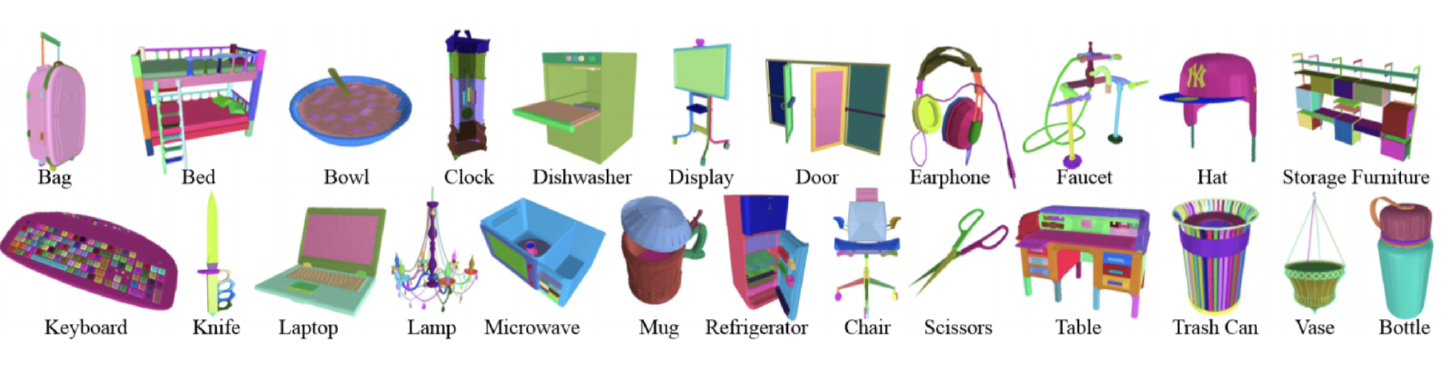 NY
Bag Bed Bowl Clock Dishwasher Display Door Earphone Faucet Hat Storage Furniture
Keyboard Knife Laptop Lamp Microwave Mug Refrigerator Chair Scissors Table Trash Can Vase Bottle